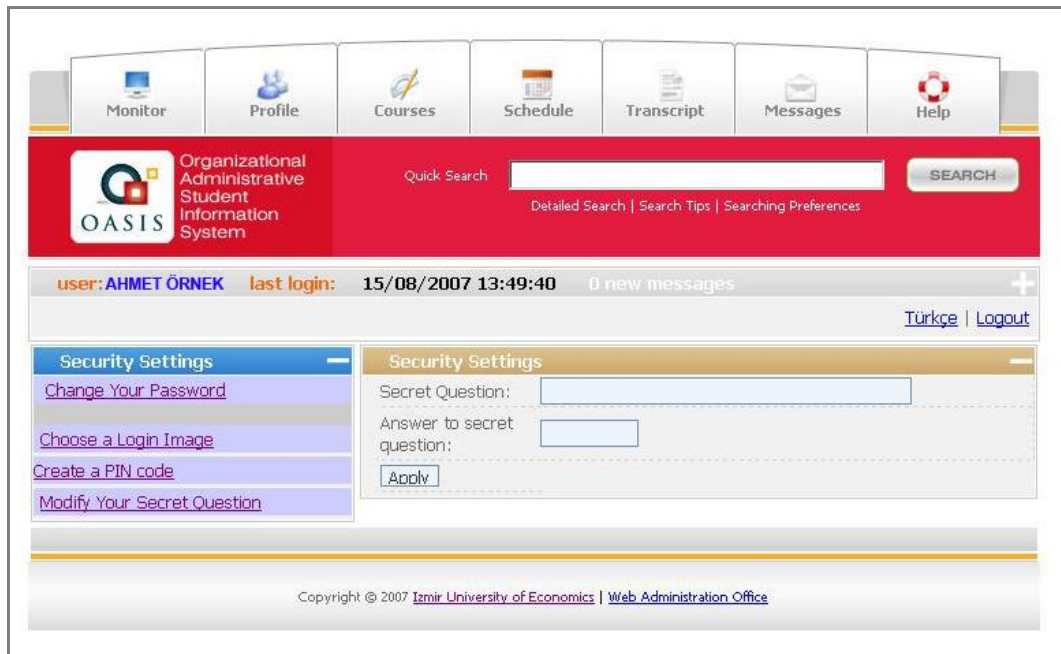 Monitor
Profile
Courses
Schedule
Transcript
Messages
Help
OASIS
Organizational
Administrative
Student
Information
System
Quick Search
SEARCH
Detailed Search | Search Tips | Searching Preferences
user: AHMET ÖRNEK last login: 15/08/2007 13:49:40 0 new messages
Türkçe | Logout
Security Settings
Change Your Password
Choose a Login Image
Create a PIN code
Modify Your Secret Question
Security Settings
Secret Question:
Answer to secret
question:
Apply
Copyright © 2007 Izmir University of Economics | Web Administration Office